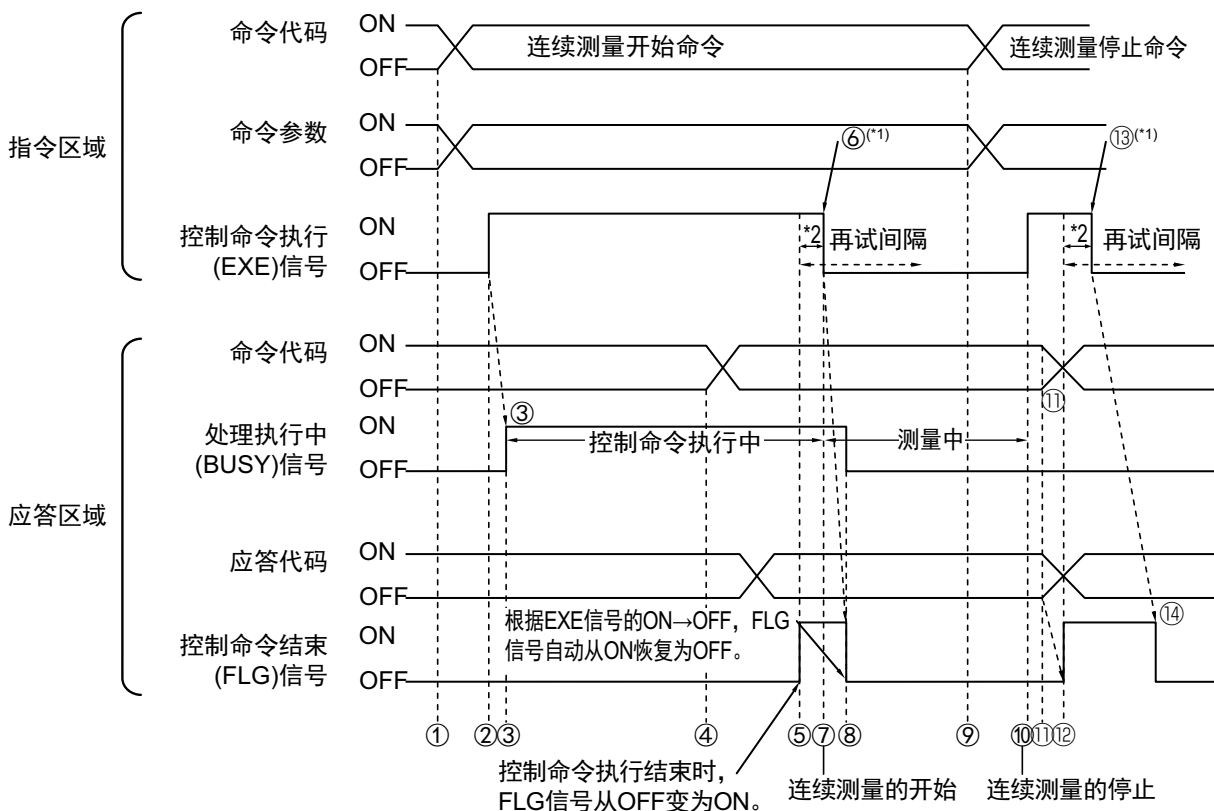 指令区域
命令代码
ON
OFF
连续测量开始命令
连续测量停止命令
命令参数
ON
OFF
⑥(*1)
⑬(*1)
控制命令执行
(EXE)信号
ON
OFF
*2
再试间隔
*2
再试间隔
应答区域
命令代码
ON
OFF
⑪
处理执行中
(BUSY)信号
ON
OFF
③
控制命令执行中
测量中
应答代码
ON
OFF
根据EXE信号的ON→OFF，FLG
信号自动从ON恢复为OFF。
控制命令结束
(FLG)信号
ON
OFF
⑭
① ② ③ ④ ⑤ ⑦ ⑧ ⑨ ⑩ ⑪ ⑫
控制命令执行结束时，
FLG信号从OFF变为ON。
连续测量的开始
连续测量的停止